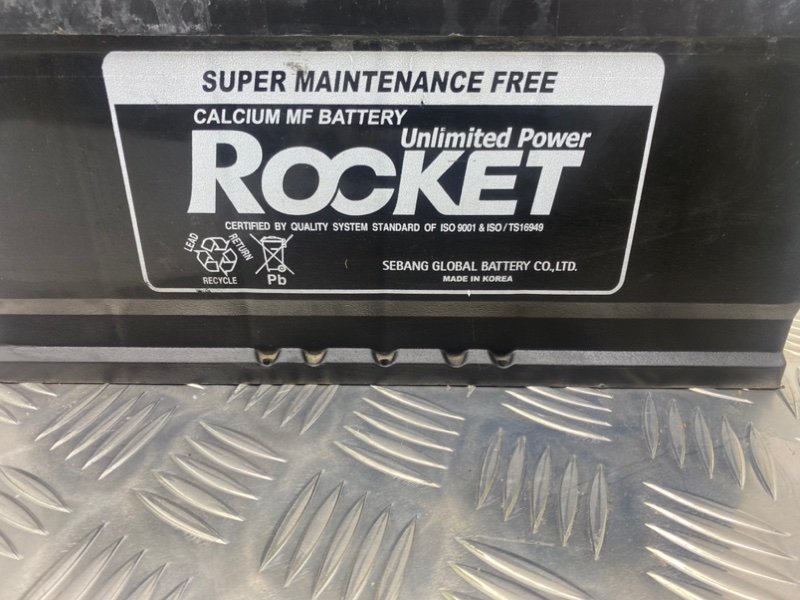 SUPER MAINTENANCE FREE
CALCIUM MF BATTERY
Unlimited Power
ROCKET
CERTIFIED BY QUALITY SYSTEM STANDARD OF ISO 9001 & ISO/TS16949
LEAD RETURN
RECYCLE
Pb
SEBANG GLOBAL BATTERY CO.,LTD.
MADE IN KOREA